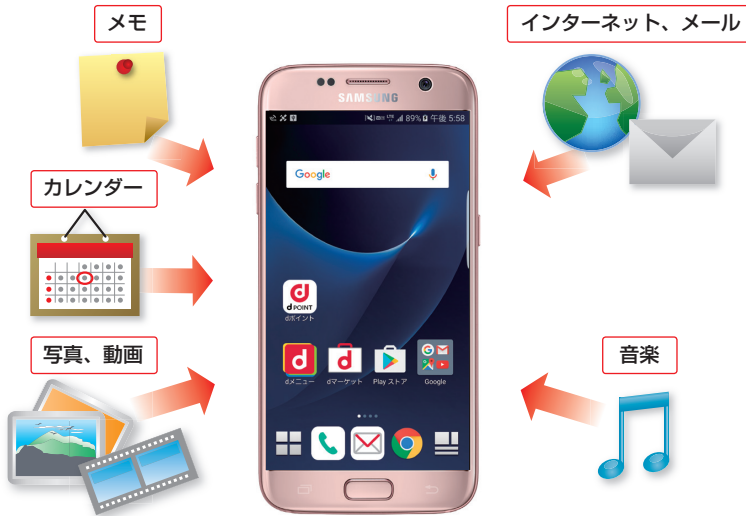 メモ
インターネット、メール
SAMSUNG
89% 午後 5:58
Google
カレンダー
d POINT
dポイント
写真、動画
音楽
dメニュー
dマーケット
Play ストア
Google